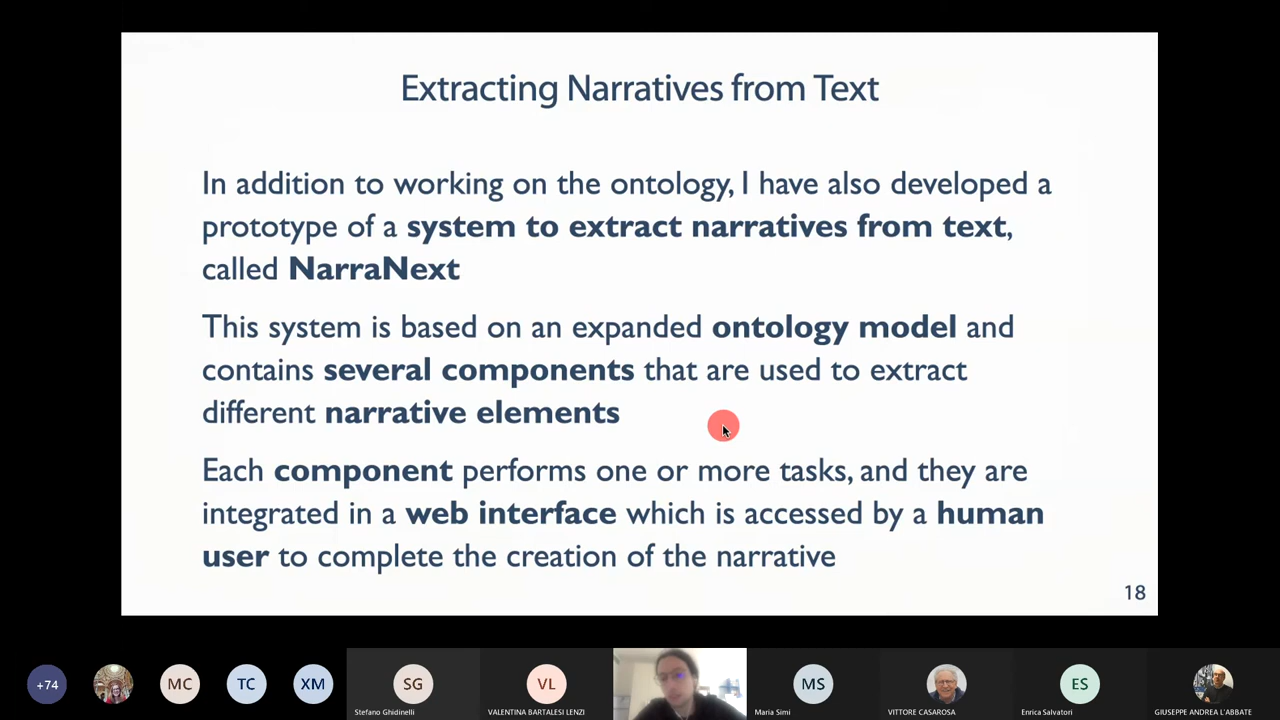 Extracting Narratives from Text
In addition to working on the ontology, I have also developed a
prototype of a system to extract narratives from text,
called NarraNext
This system is based on an expanded ontology model and
contains several components that are used to extract
different narrative elements
Each component performs one or more tasks, and they are
integrated in a web interface which is accessed by a human
user to complete the creation of the narrative
18
+74
MC
TC
XM
SG
VL
MS
ES
Stefano Ghidinelli
VALENTINA BARTALESI LENZI
Maria Simi
VITTORE CASAROSA
Enrica Salvatori
GIUSEPPE ANDREA L'ABBATE